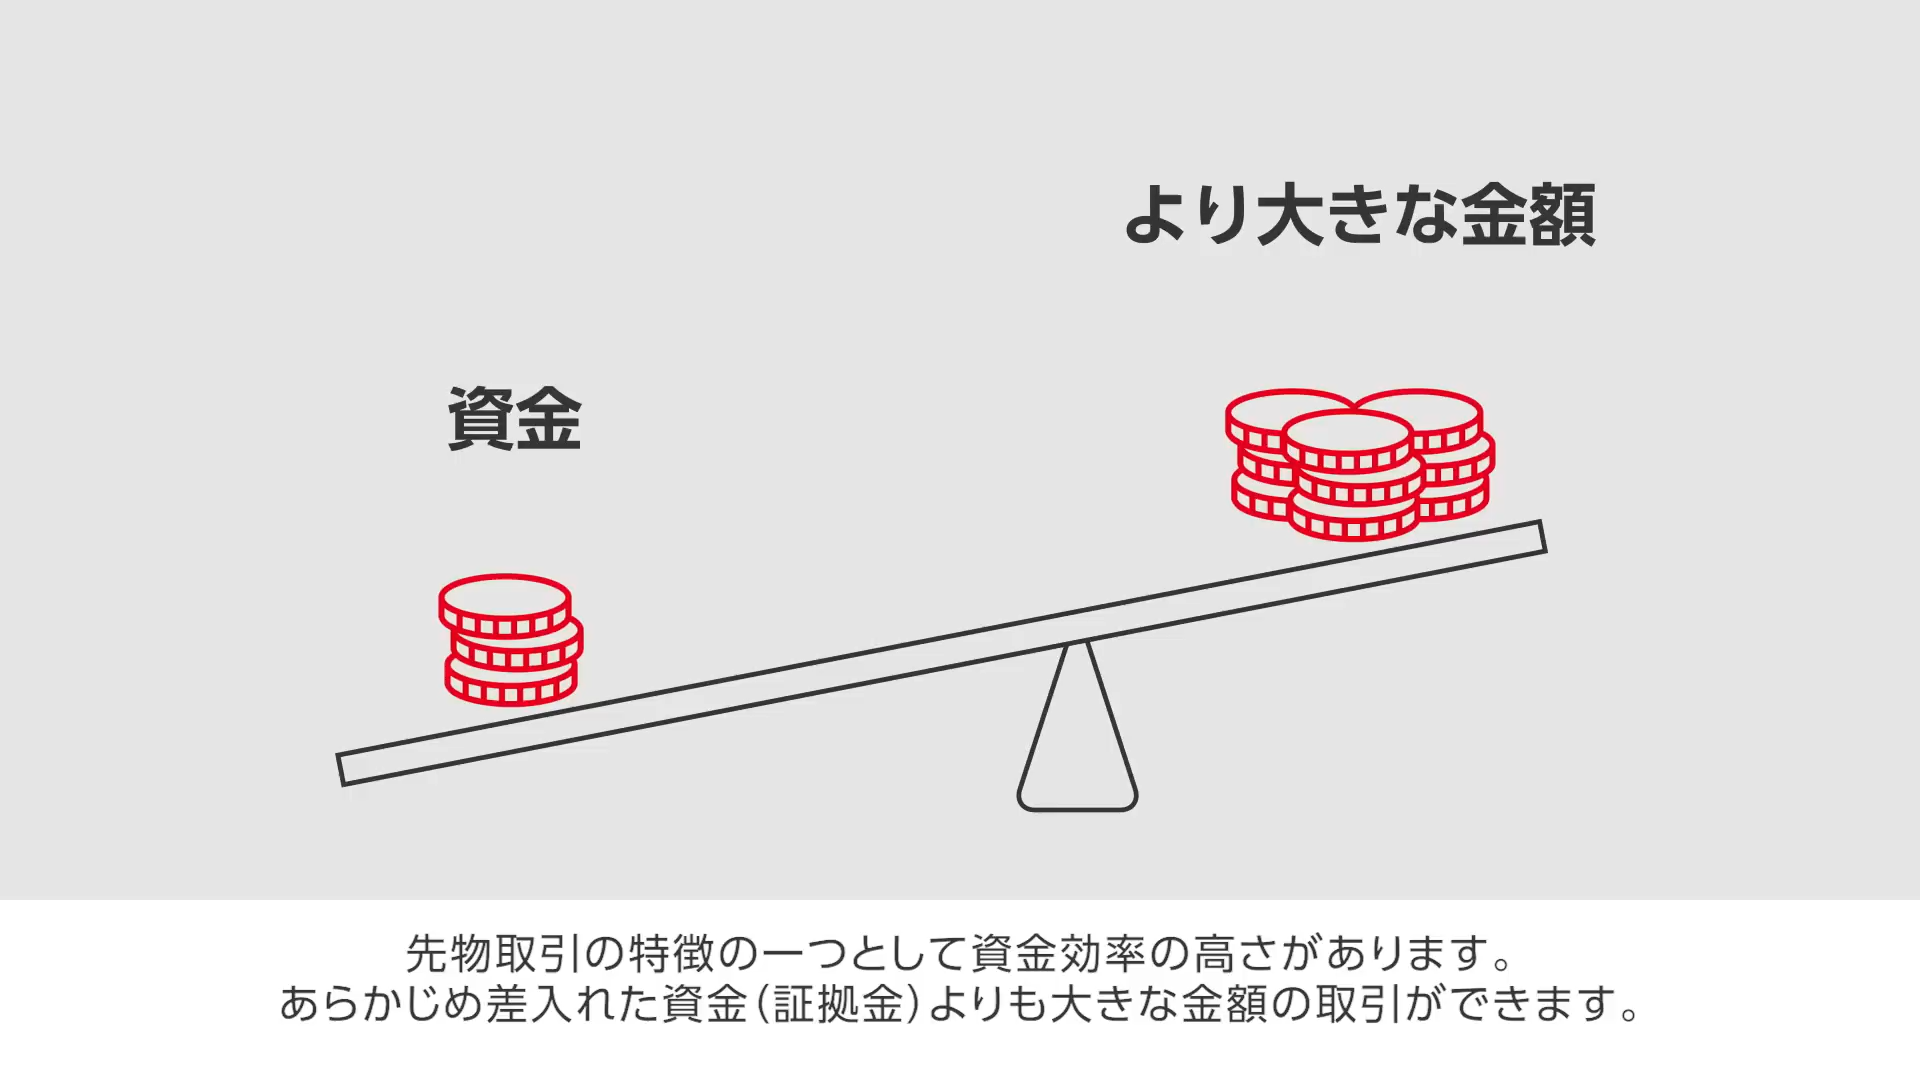 より大きな金額
資金
先物取引の特徴の一つとして資金効率の高さがあります。
あらかじめ差入れた資金(証拠金)よりも大きな金額の取引ができます。